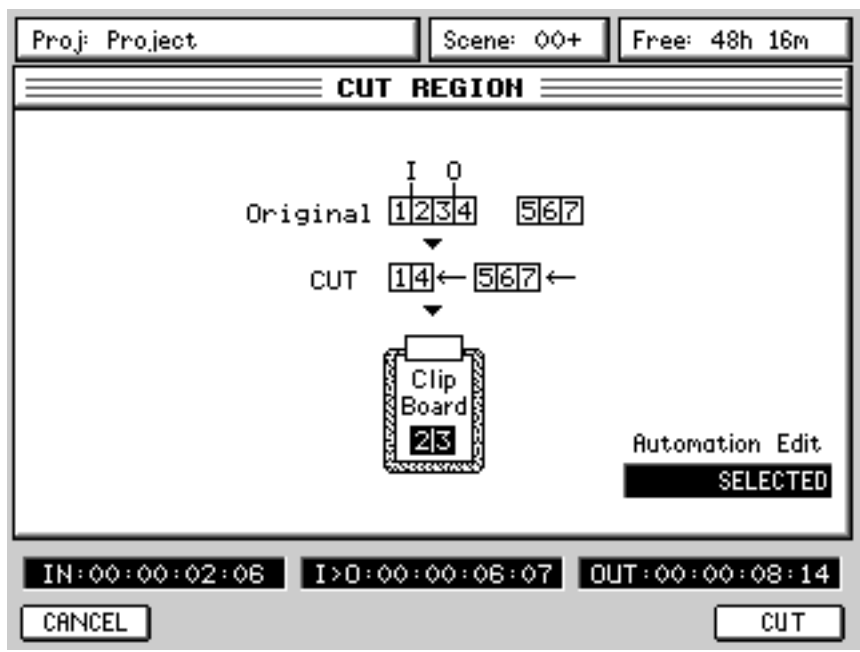 Proj: Project Scene: 00+ Free: 48h 16m
CUT REGION
I O
Original 1234 567
CUT 14← 567←
Clip
Board
23
Automation Edit
SELECTED
IN:00:00:02:06 I>O:00:00:06:07 OUT:00:00:08:14
CANCEL CUT